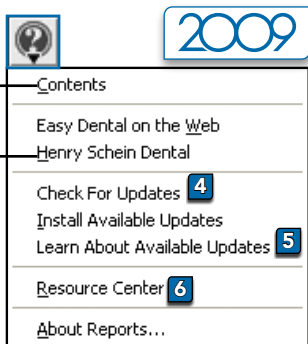 2009
?
Contents
Easy Dental on the Web
Henry Schein Dental
Check For Updates 4
Install Available Updates
Learn About Available Updates 5
Resource Center 6
About Reports...